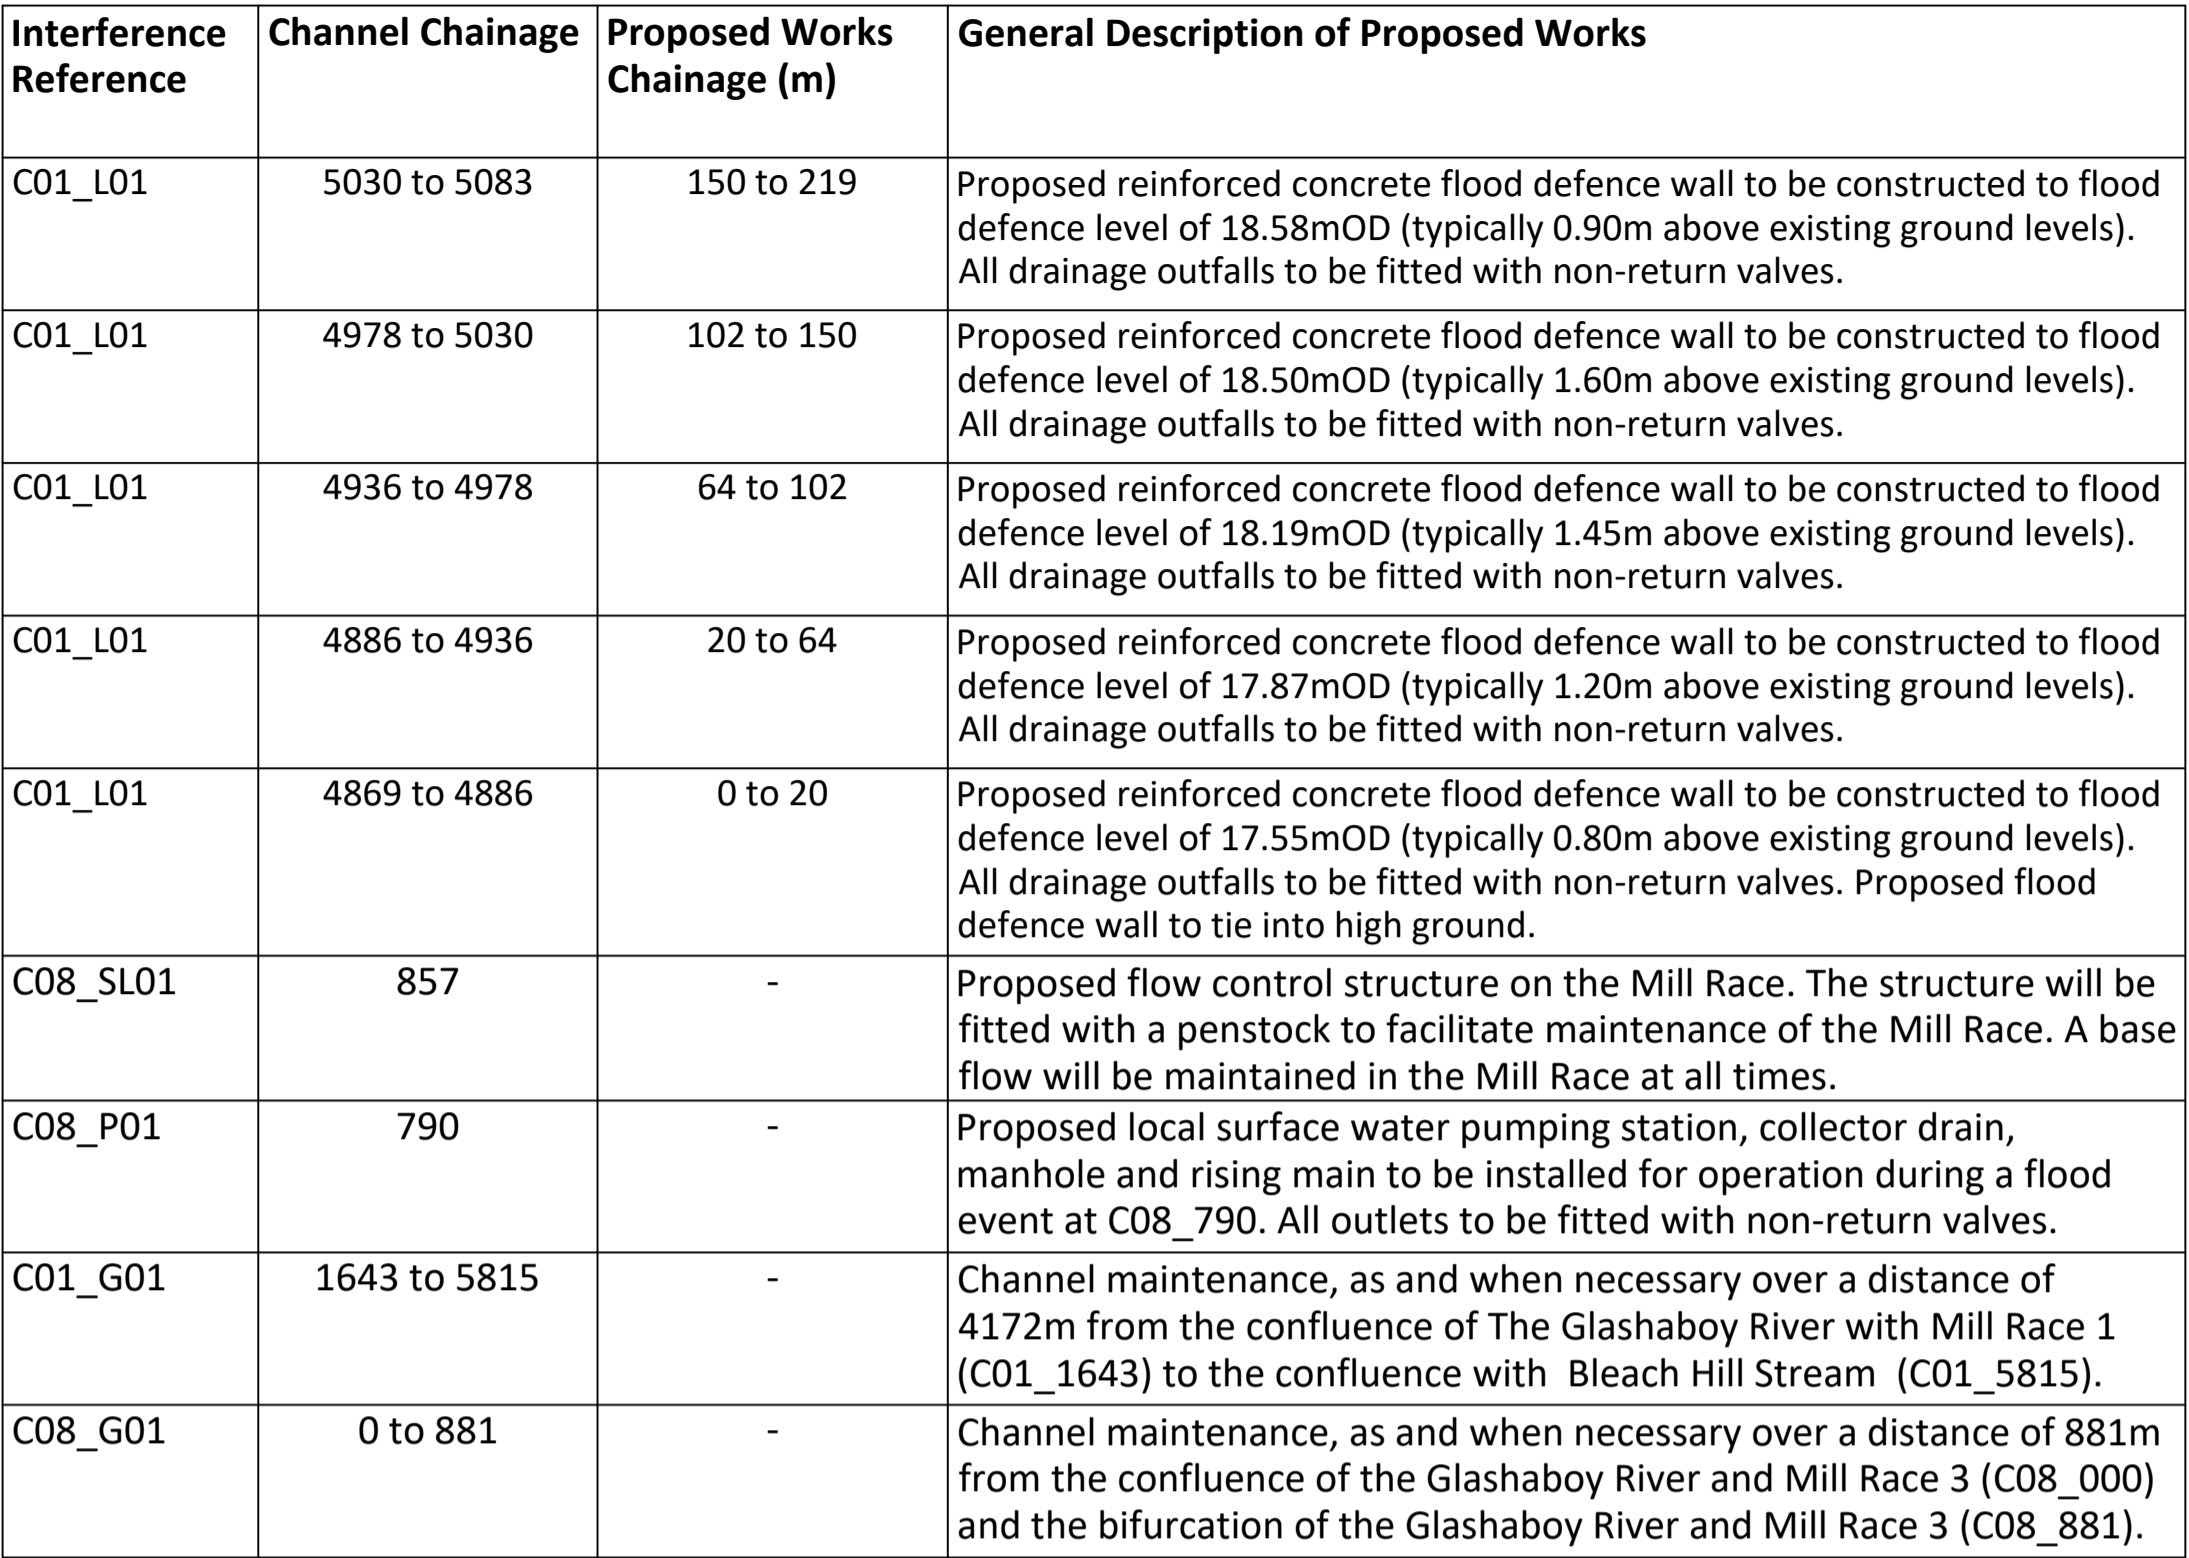 Interference Reference
Channel Chainage
Proposed Works Chainage (m)
General Description of Proposed Works
C01_L01
5030 to 5083
150 to 219
Proposed reinforced concrete flood defence wall to be constructed to flood
defence level of 18.58mOD (typically 0.90m above existing ground levels).
All drainage outfalls to be fitted with non-return valves.
C01_L01
4978 to 5030
102 to 150
Proposed reinforced concrete flood defence wall to be constructed to flood
defence level of 18.50mOD (typically 1.60m above existing ground levels).
All drainage outfalls to be fitted with non-return valves.
C01_L01
4936 to 4978
64 to 102
Proposed reinforced concrete flood defence wall to be constructed to flood
defence level of 18.19mOD (typically 1.45m above existing ground levels).
All drainage outfalls to be fitted with non-return valves.
C01_L01
4886 to 4936
20 to 64
Proposed reinforced concrete flood defence wall to be constructed to flood
defence level of 17.87mOD (typically 1.20m above existing ground levels).
All drainage outfalls to be fitted with non-return valves.
C01_L01
4869 to 4886
0 to 20
Proposed reinforced concrete flood defence wall to be constructed to flood
defence level of 17.55mOD (typically 0.80m above existing ground levels).
All drainage outfalls to be fitted with non-return valves. Proposed flood
defence wall to tie into high ground.
C08_SL01
857
-
Proposed flow control structure on the Mill Race. The structure will be
fitted with a penstock to facilitate maintenance of the Mill Race. A base
flow will be maintained in the Mill Race at all times.
C08_P01
790
-
Proposed local surface water pumping station, collector drain,
manhole and rising main to be installed for operation during a flood
event at C08_790. All outlets to be fitted with non-return valves.
C01_G01
1643 to 5815
-
Channel maintenance, as and when necessary over a distance of
4172m from the confluence of The Glashaboy River with Mill Race 1
(C01_1643) to the confluence with Bleach Hill Stream (C01_5815).
C08_G01
0 to 881
-
Channel maintenance, as and when necessary over a distance of 881m
from the confluence of the Glashaboy River and Mill Race 3 (C08_000)
and the bifurcation of the Glashaboy River and Mill Race 3 (C08_881).